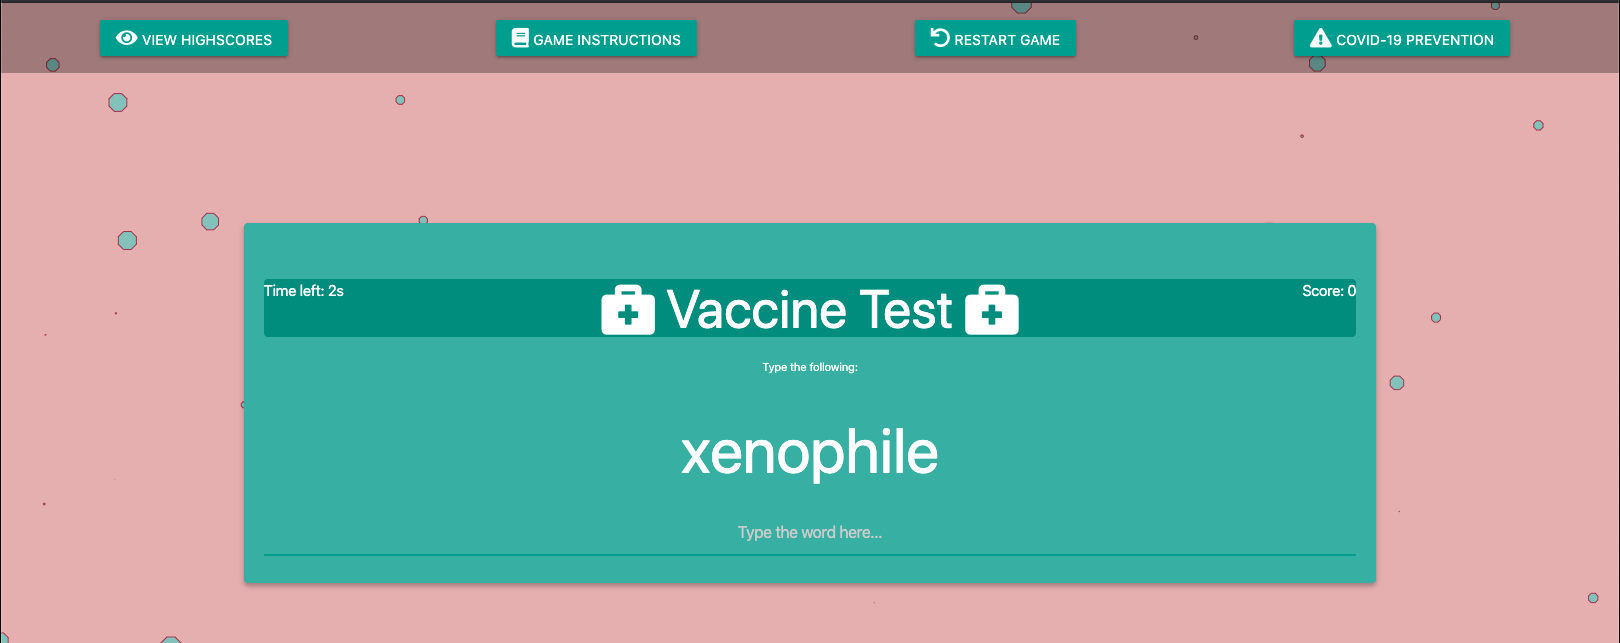 VIEW HIGHSCORES
GAME INSTRUCTIONS
RESTART GAME
COVID-19 PREVENTION
Time left: 2s
Vaccine Test
Score: 0
Type the following:
xenophile
Type the word here...